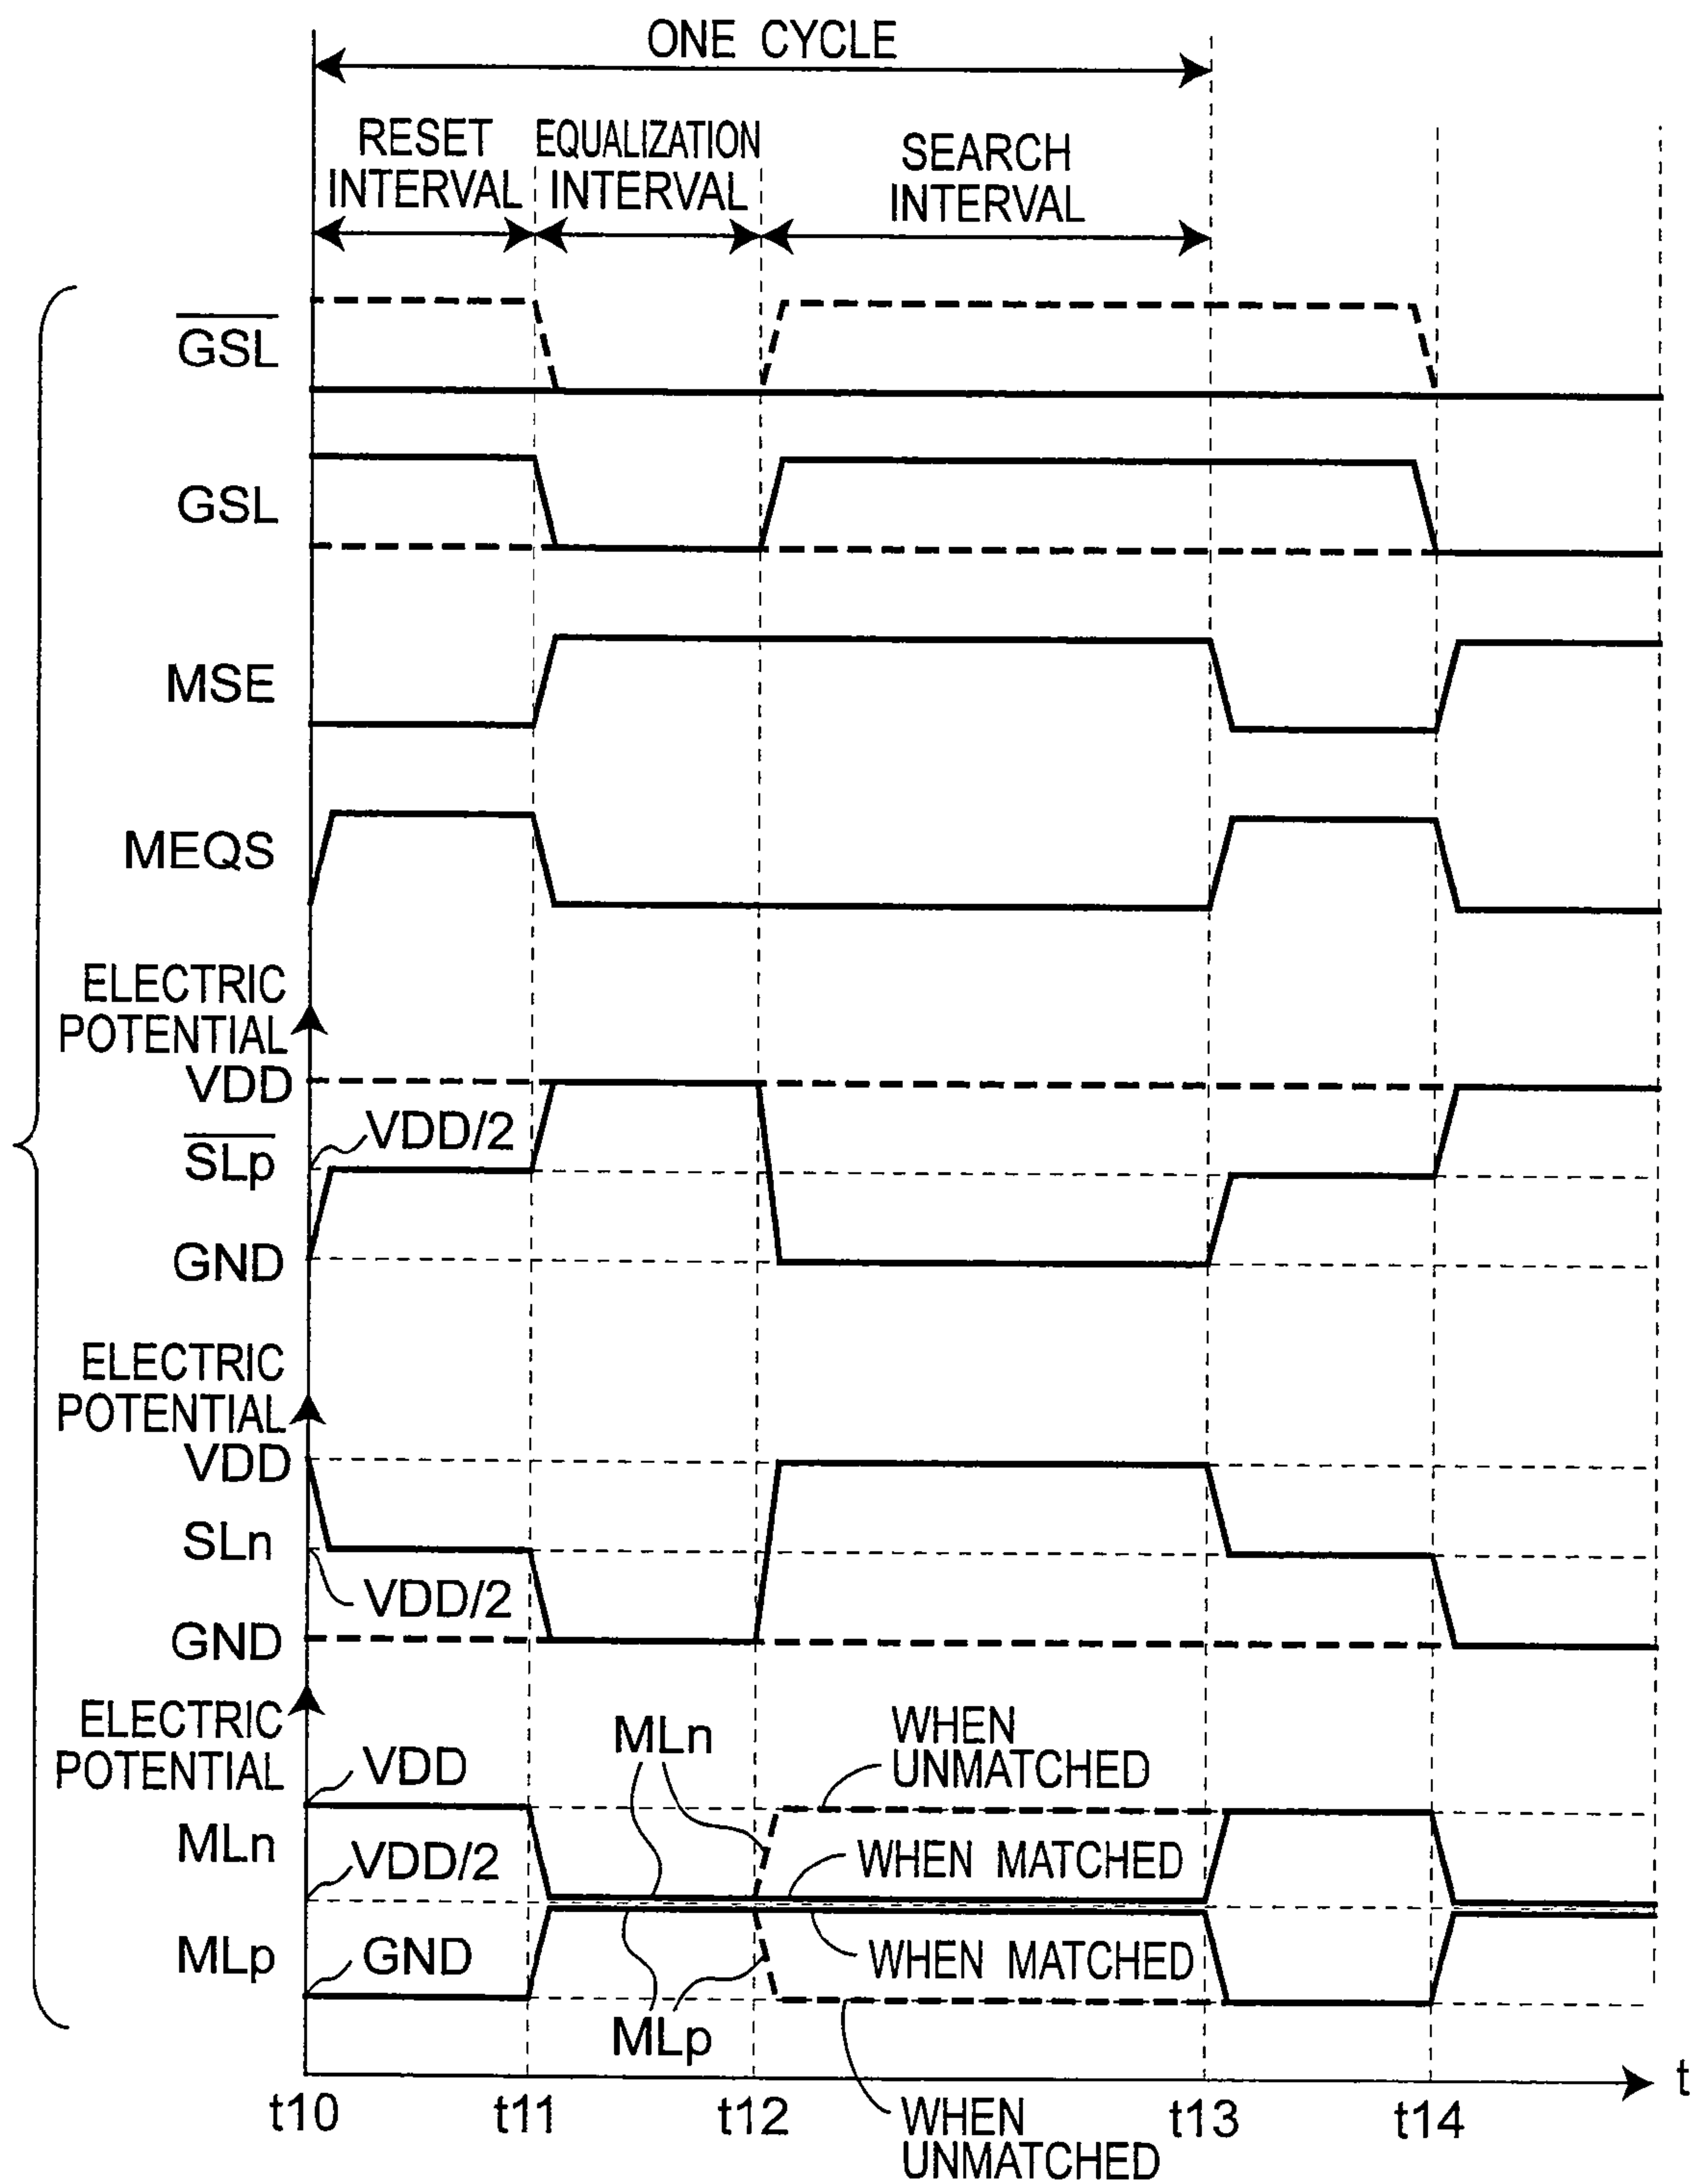 ONE CYCLE
RESET
INTERVAL
EQUALIZATION
INTERVAL
SEARCH
INTERVAL
G̅S̅L̅
GSL
MSE
MEQS
ELECTRIC
POTENTIAL
VDD
VDD/2
S̅L̅p̅
GND
ELECTRIC
POTENTIAL
VDD
SLn
VDD/2
GND
ELECTRIC
POTENTIAL
MLn
WHEN
UNMATCHED
VDD
MLn
VDD/2
WHEN MATCHED
MLp
GND
WHEN MATCHED
MLp
t
t10
t11
t12
WHEN
UNMATCHED
t13
t14